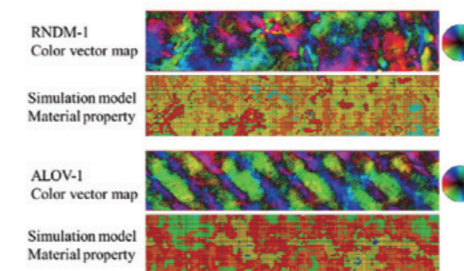 RNDM-1
Color vector map
Simulation model
Material property
ALOV-1
Color vector map
Simulation model
Material property